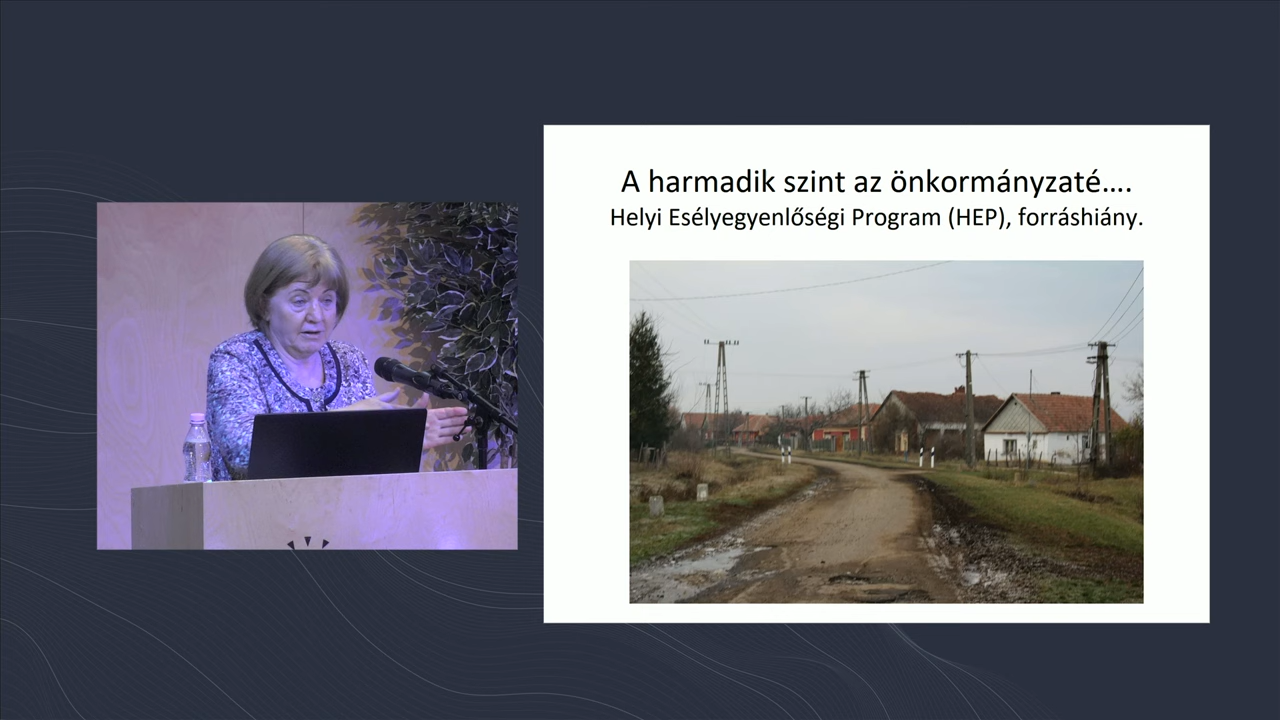 A harmadik szint az önkormányzaté....
Helyi Esélyegyenlőségi Program (HEP), forráshiány.